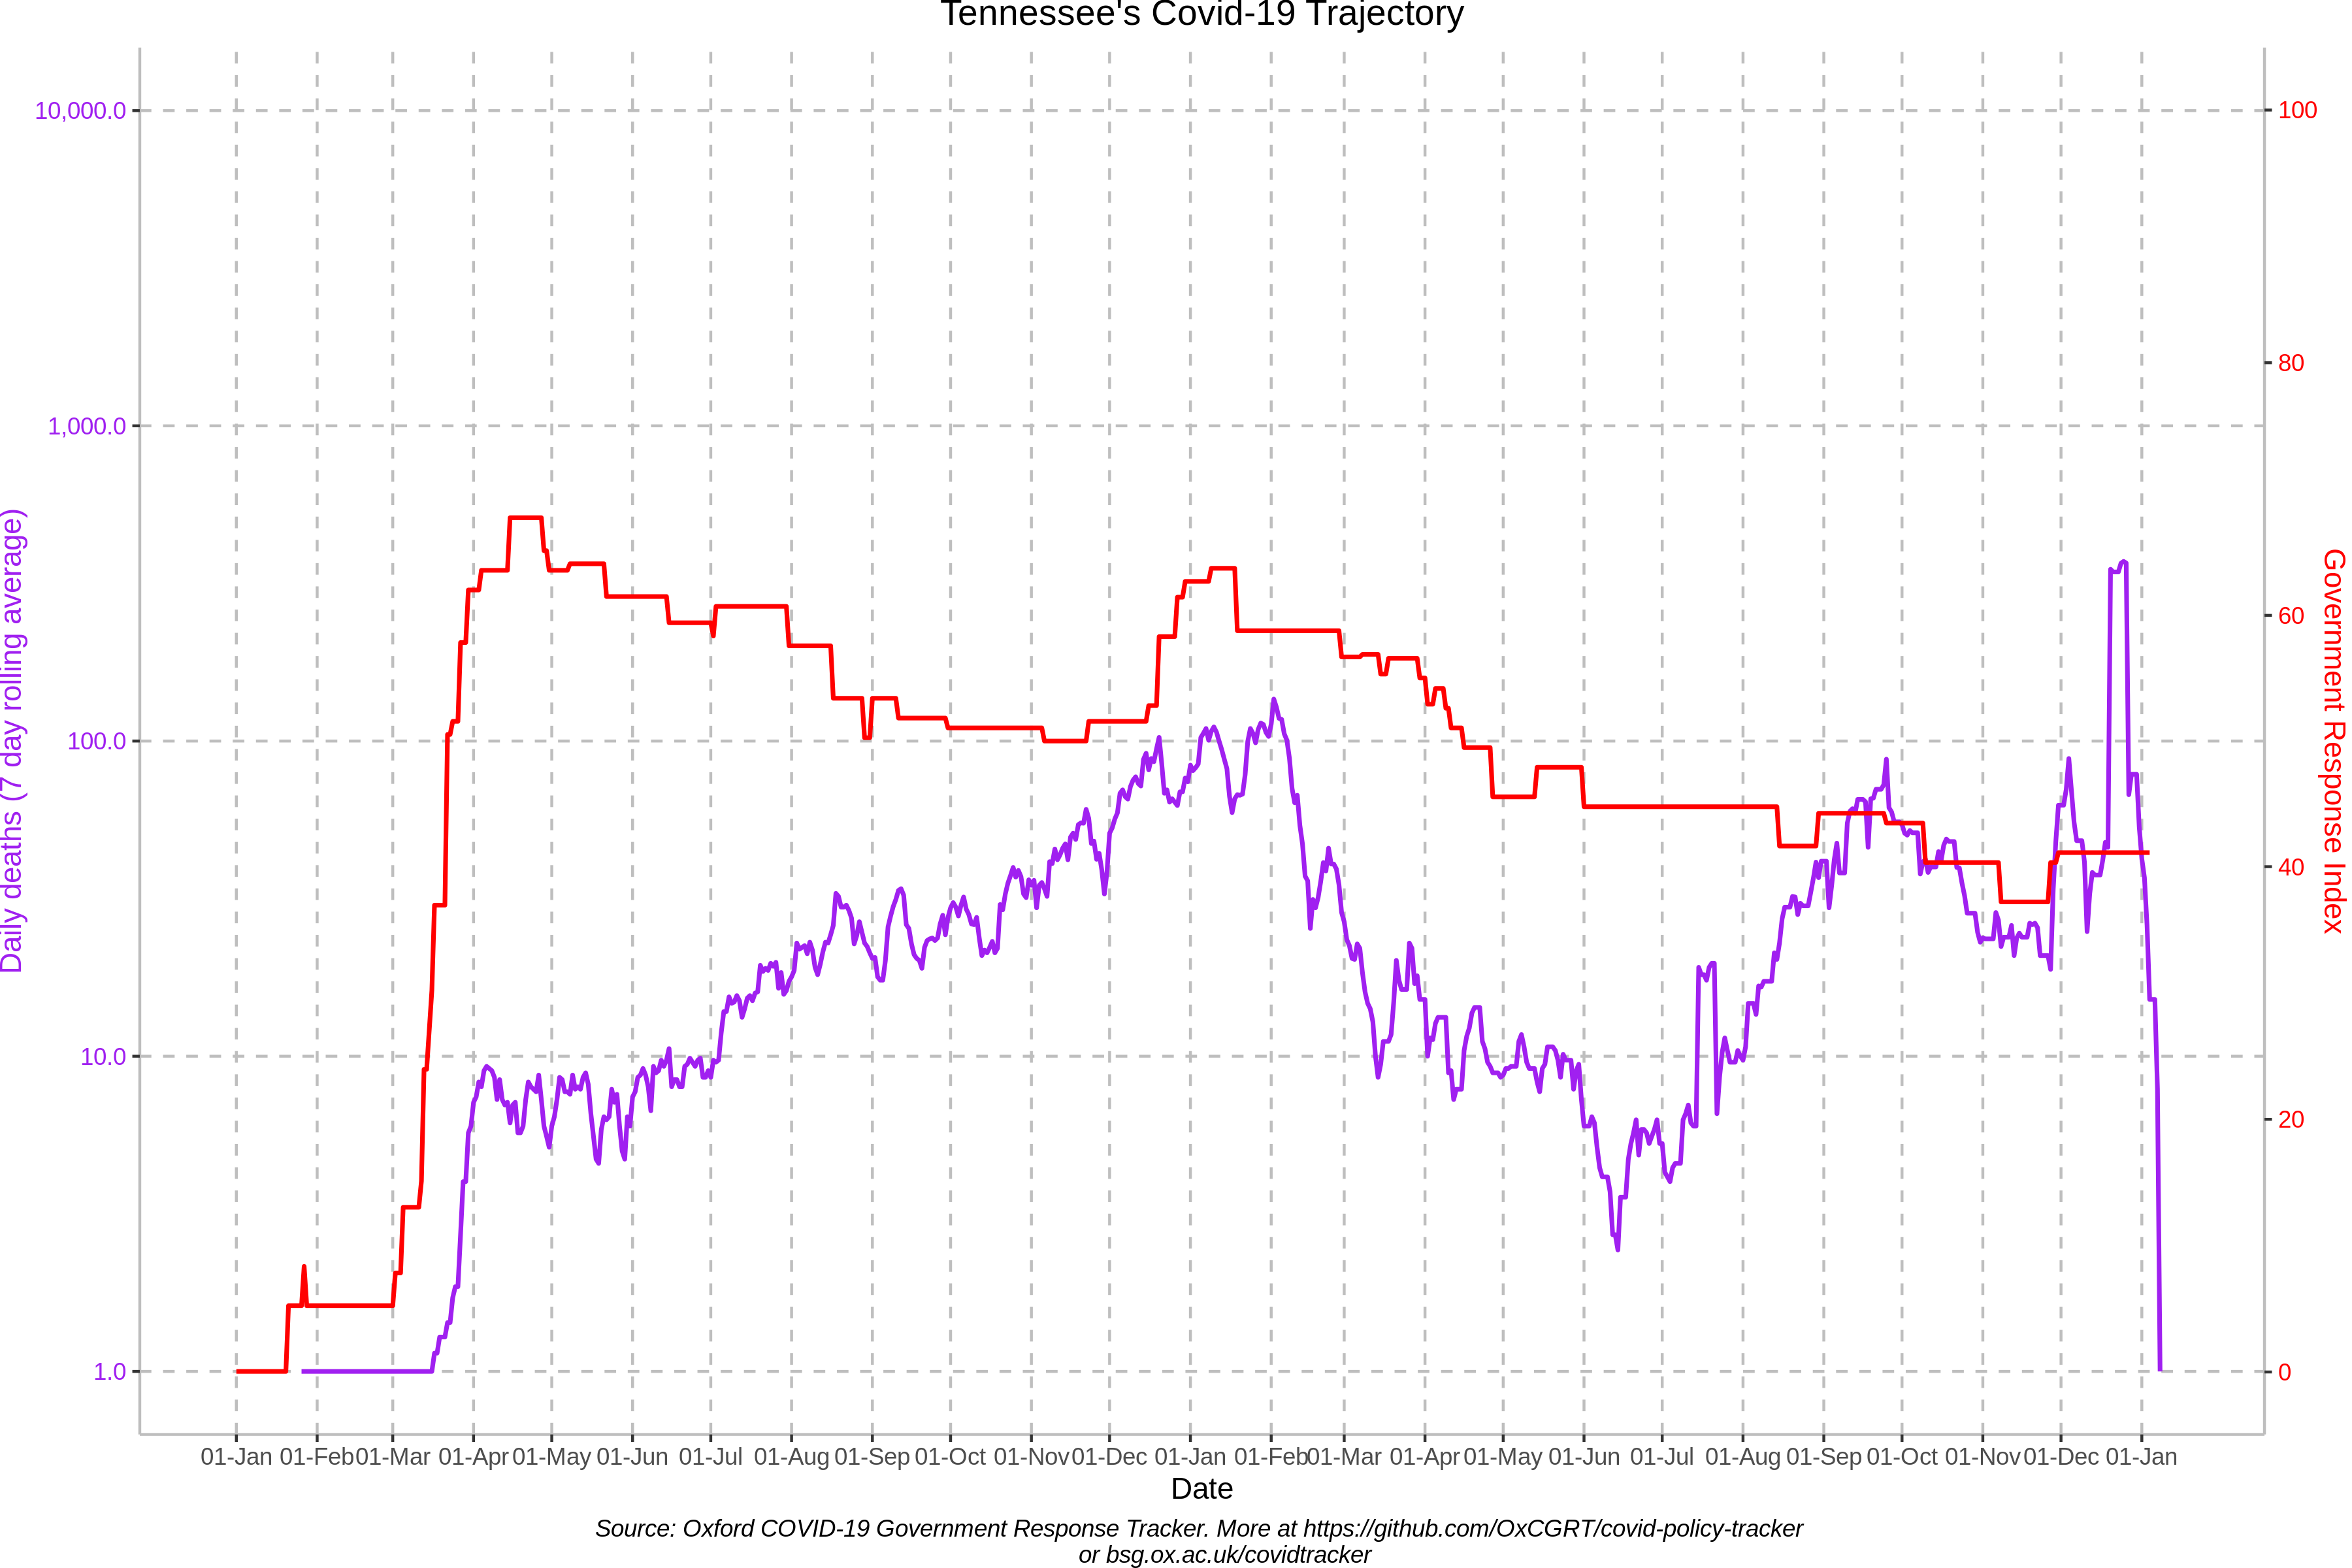 Tennessee's Covid-19 Trajectory
10,000.0
1,000.0
100.0
10.0
1.0
Daily deaths (7 day rolling average)
100
80
60
40
20
0
Government Response Index
01-Jan 01-Feb 01-Mar 01-Apr 01-May 01-Jun 01-Jul 01-Aug 01-Sep 01-Oct 01-Nov 01-Dec 01-Jan 01-Feb 01-Mar 01-Apr 01-May 01-Jun 01-Jul 01-Aug 01-Sep 01-Oct 01-Nov 01-Dec 01-Jan
Date
Source: Oxford COVID-19 Government Response Tracker. More at https://github.com/OxCGRT/covid-policy-tracker
or bsg.ox.ac.uk/covidtracker